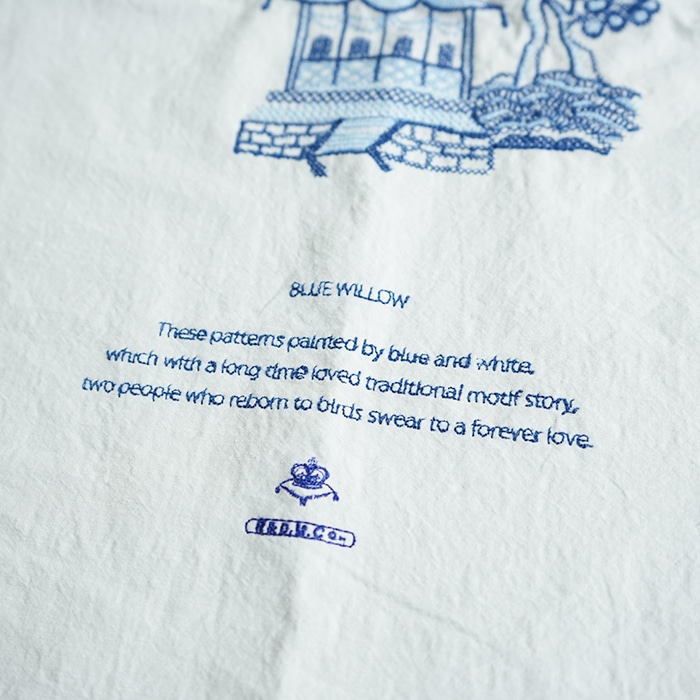 BLUE WILLOW
These patterns painted by blue and white,
which with a long time loved traditional motif story,
two people who reborn to birds swear to a forever love.
H&D.M.Co.